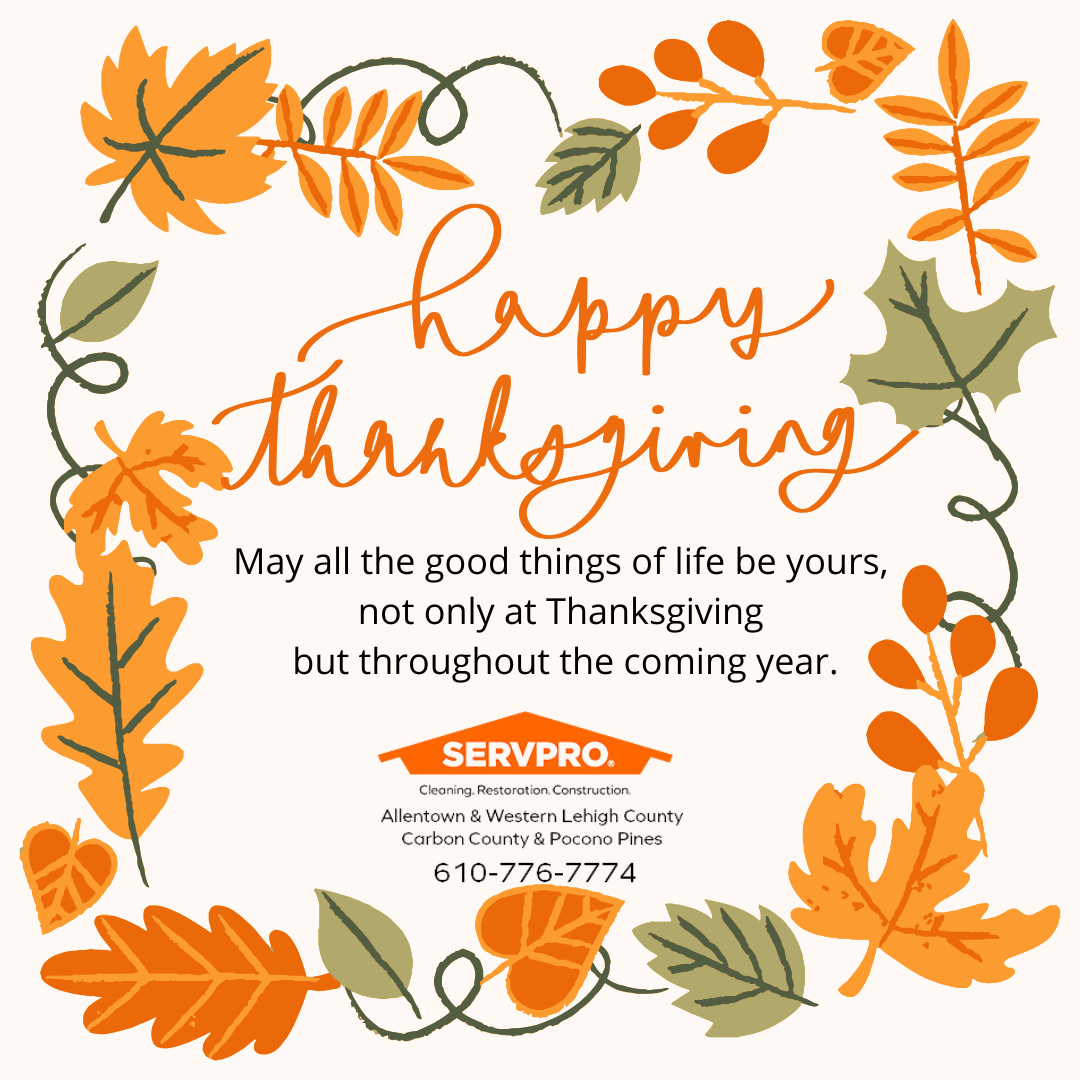 happy
thanksgiving
May all the good things of life be yours,
not only at Thanksgiving
but throughout the coming year.
SERVPRO®
Cleaning. Restoration. Construction.
Allentown & Western Lehigh County
Carbon County & Pocono Pines
610-776-7774